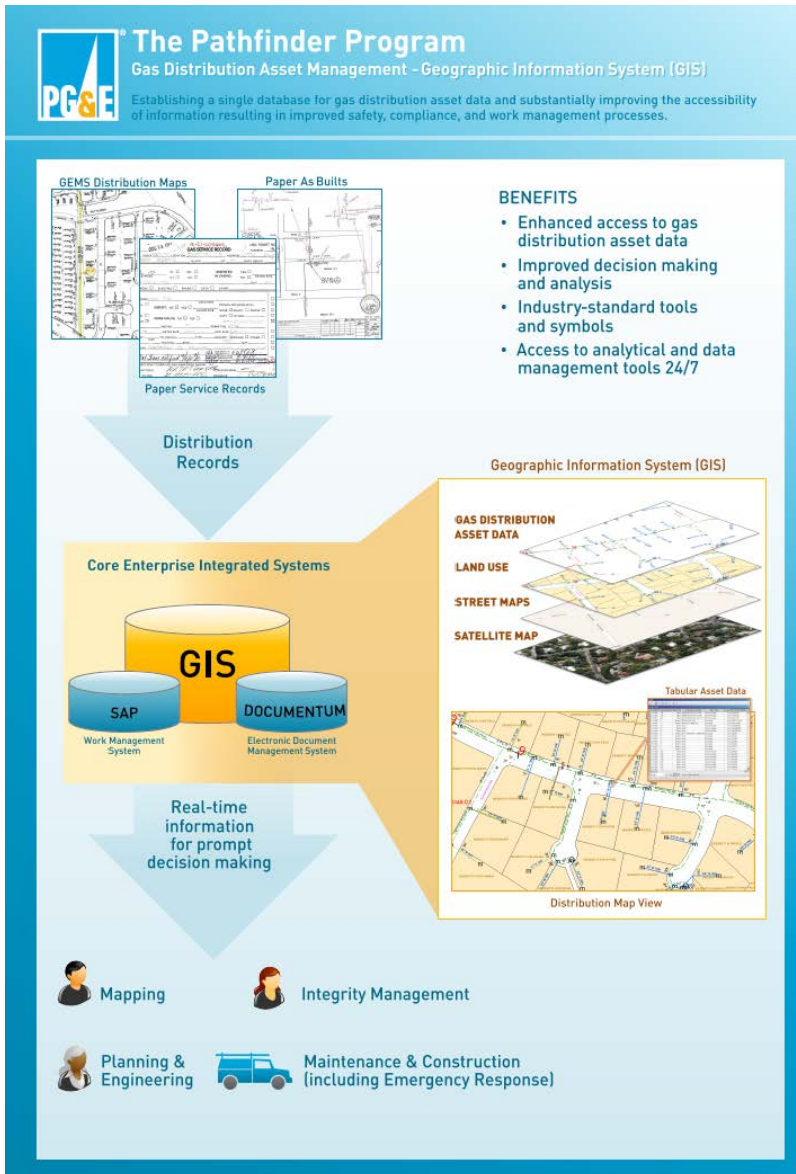 PG&E®
The Pathfinder Program
Gas Distribution Asset Management - Geographic Information System (GIS)
Establishing a single database for gas distribution asset data and substantially improving the accessibility
of information resulting in improved safety, compliance, and work management processes.
GEMS Distribution Maps
Paper As Builts
GAS SERVICE RECORD
Paper Service Records
BENEFITS
• Enhanced access to gas
distribution asset data
• Improved decision making
and analysis
• Industry-standard tools
and symbols
• Access to analytical and data
management tools 24/7
Distribution
Records
Core Enterprise Integrated Systems
GIS
SAP
DOCUMENTUM
Work Management
System
Electronic Document
Management System
Geographic Information System (GIS)
GAS DISTRIBUTION
ASSET DATA
LAND USE
STREET MAPS
SATELLITE MAP
Tabular Asset Data
Distribution Map View
Real-time
information
for prompt
decision making
Mapping
Integrity Management
Planning &
Engineering
Maintenance & Construction
(including Emergency Response)